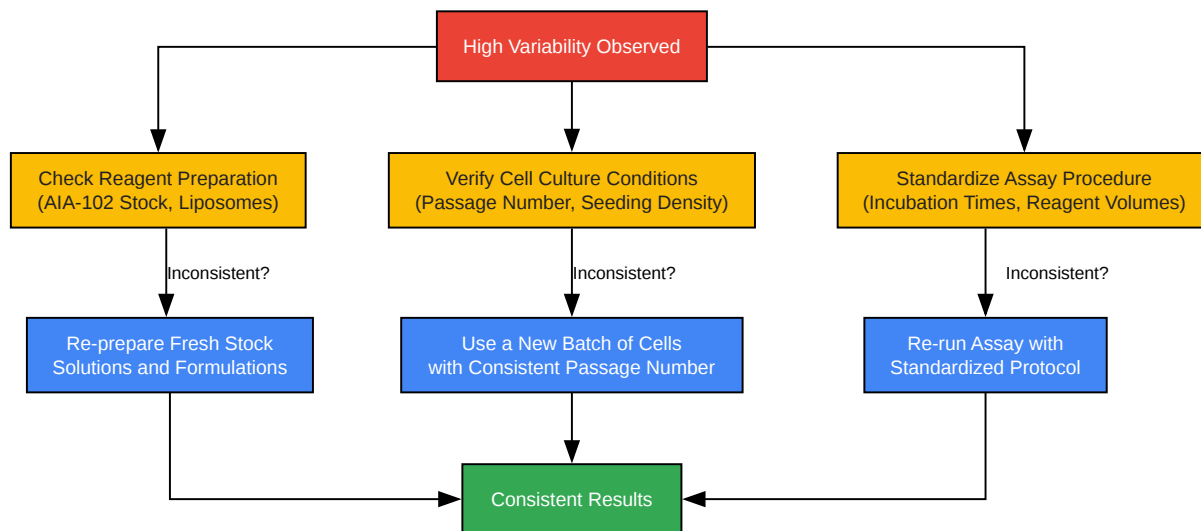 High Variability Observed
Check Reagent Preparation
(AIA-102 Stock, Liposomes)
Verify Cell Culture Conditions
(Passage Number, Seeding Density)
Standardize Assay Procedure
(Incubation Times, Reagent Volumes)
Inconsistent?
Inconsistent?
Inconsistent?
Re-prepare Fresh Stock
Solutions and Formulations
Use a New Batch of Cells
with Consistent Passage Number
Re-run Assay with
Standardized Protocol
Consistent Results